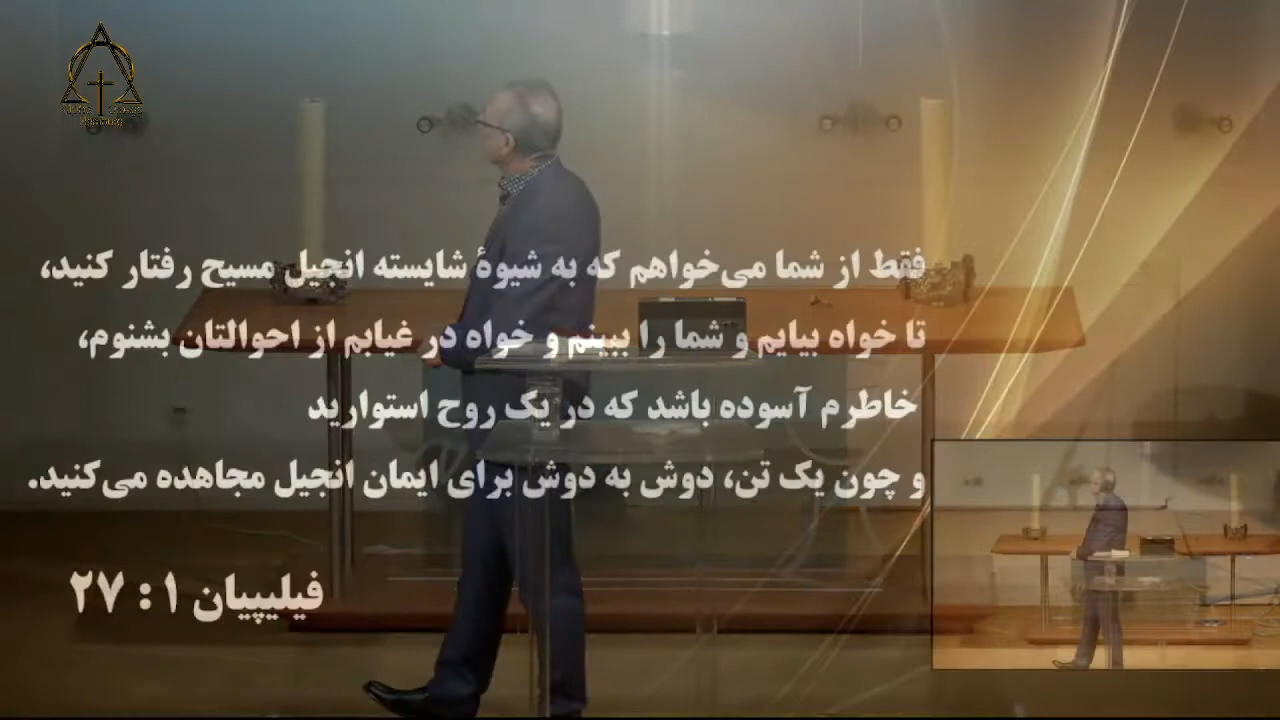 فقط از شما می‌خواهم که به شیوهٔ شایسته انجیل مسیح رفتار کنید،
تا خواه بیایم و شما را ببینم و خواه در غیابم از احوالتان بشنوم،
خاطرم آسوده باشد که در یک روح استوارید
و چون یک تن، دوش به دوش برای ایمان انجیل مجاهده می‌کنید.
فیلیپیان ۱ : ۲۷